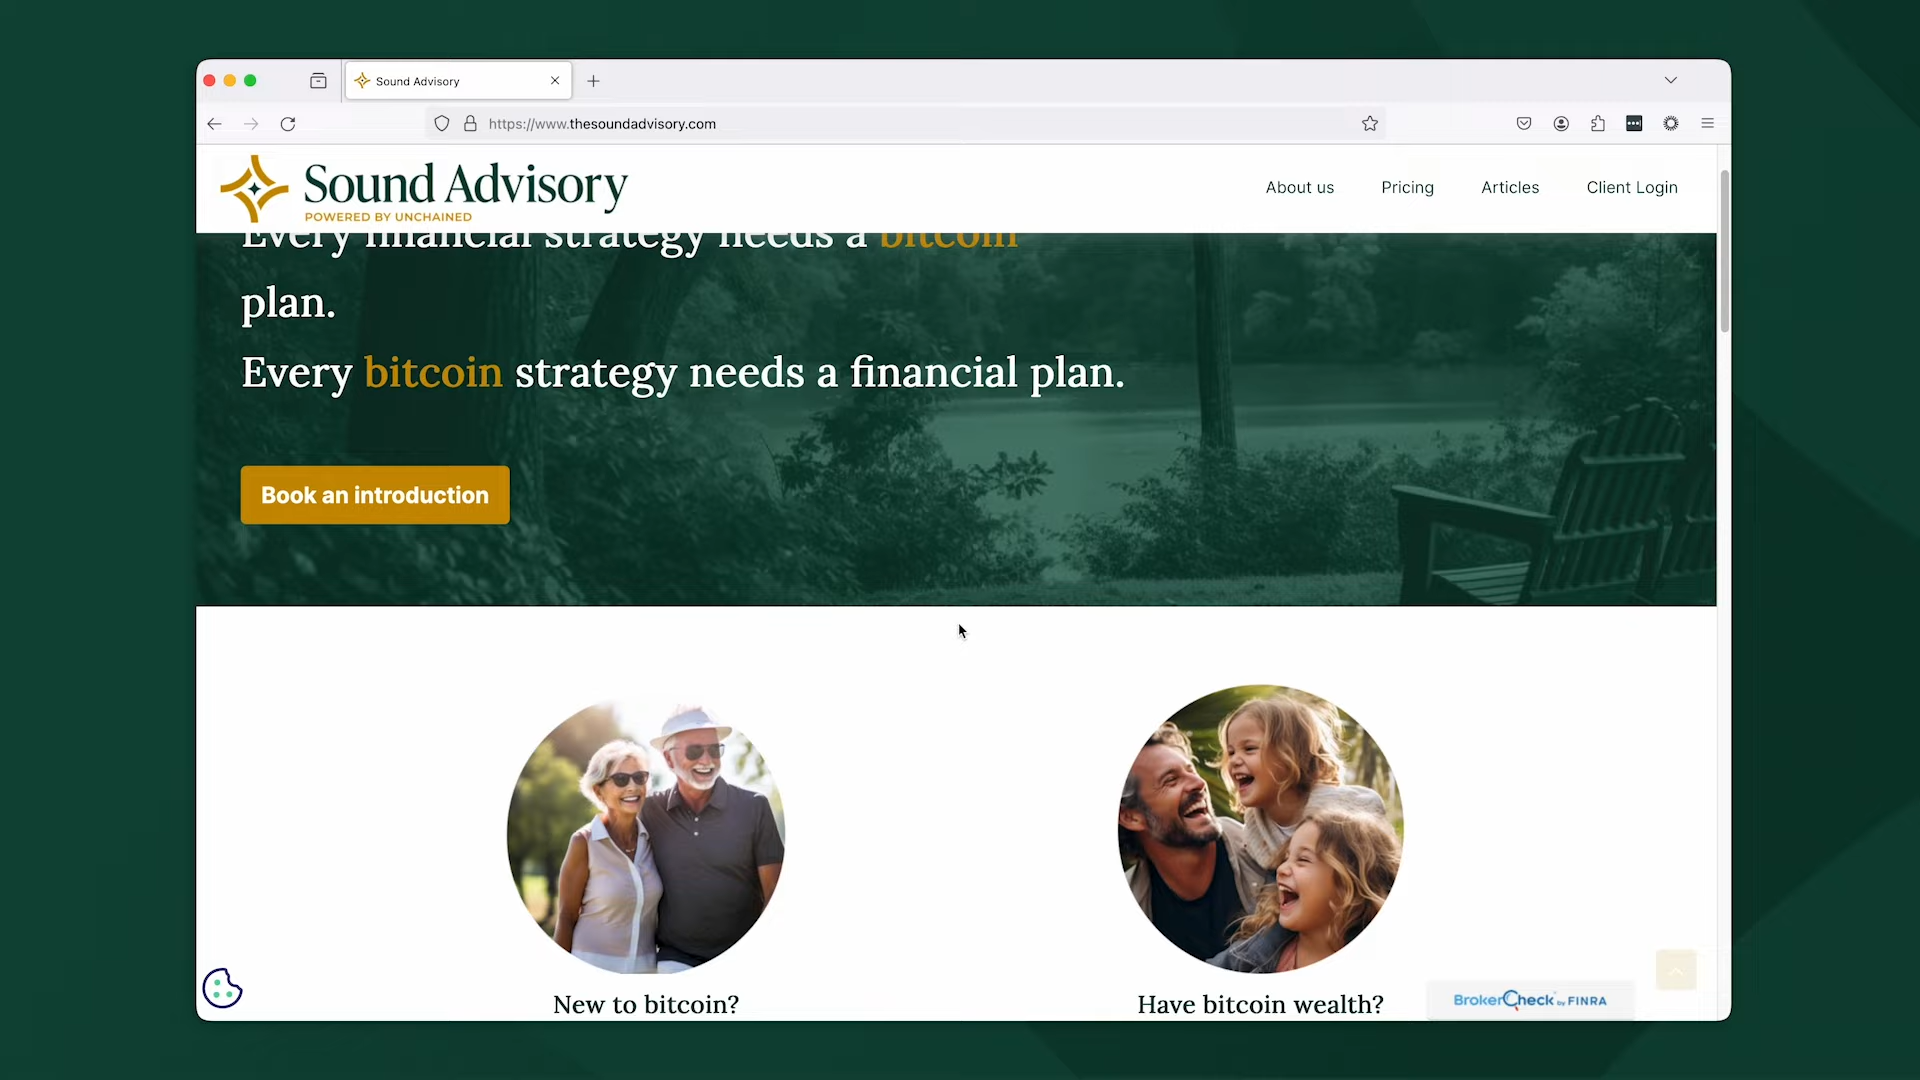 Sound Advisory
https://www.thesoundadvisory.com
Sound Advisory
POWERED BY UNCHAINED
About us
Pricing
Articles
Client Login
Every financial strategy needs a bitcoin
plan.
Every bitcoin strategy needs a financial plan.
Book an introduction
New to bitcoin?
Have bitcoin wealth?
BrokerCheck by FINRA